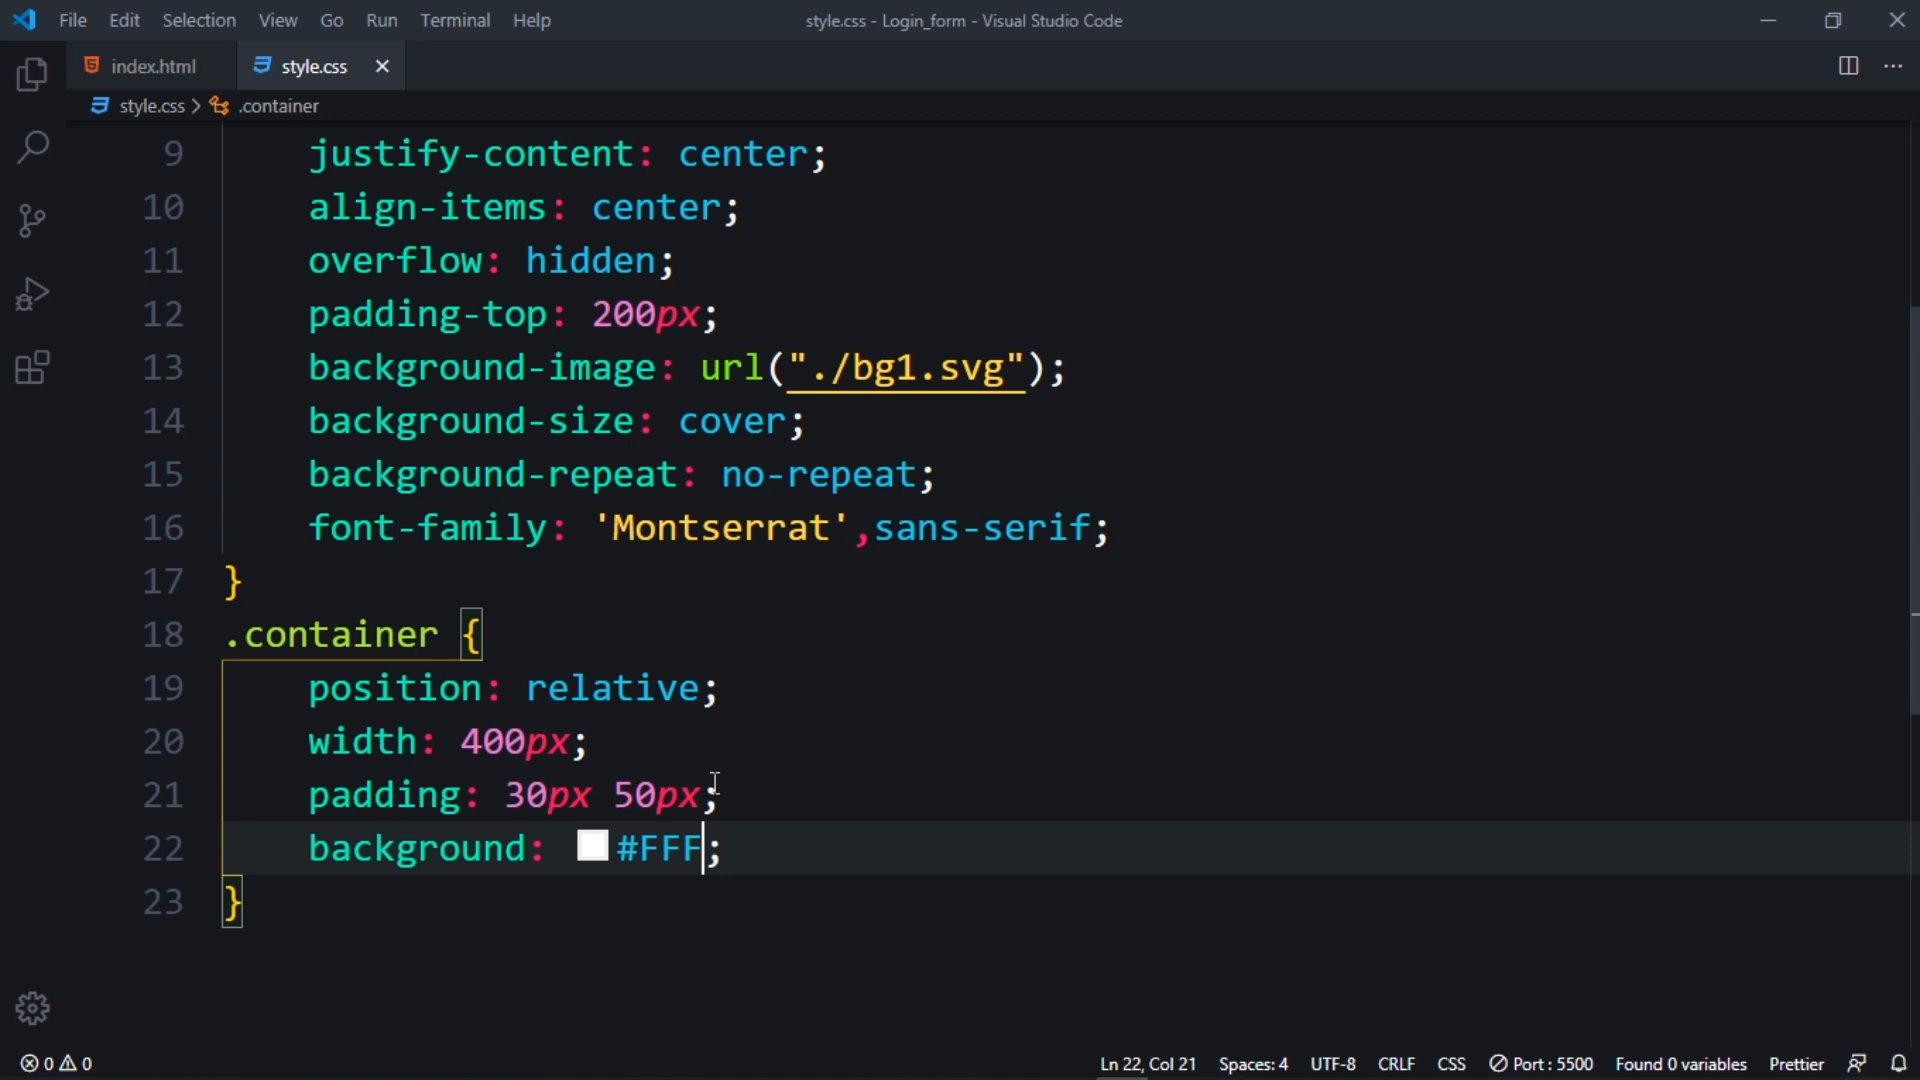 File Edit Selection View Go Run Terminal Help style.css - Login_form - Visual Studio Code
index.html style.css
style.css > .container
9 justify-content: center;
10 align-items: center;
11 overflow: hidden;
12 padding-top: 200px;
13 background-image: url("./bg1.svg");
14 background-size: cover;
15 background-repeat: no-repeat;
16 font-family: 'Montserrat',sans-serif;
17 }
18 .container {
19 position: relative;
20 width: 400px;
21 padding: 30px 50px;
22 background: #FFF;
23 }
0 0 Ln 22, Col 21 Spaces: 4 UTF-8 CRLF CSS Port : 5500 Found 0 variables Prettier